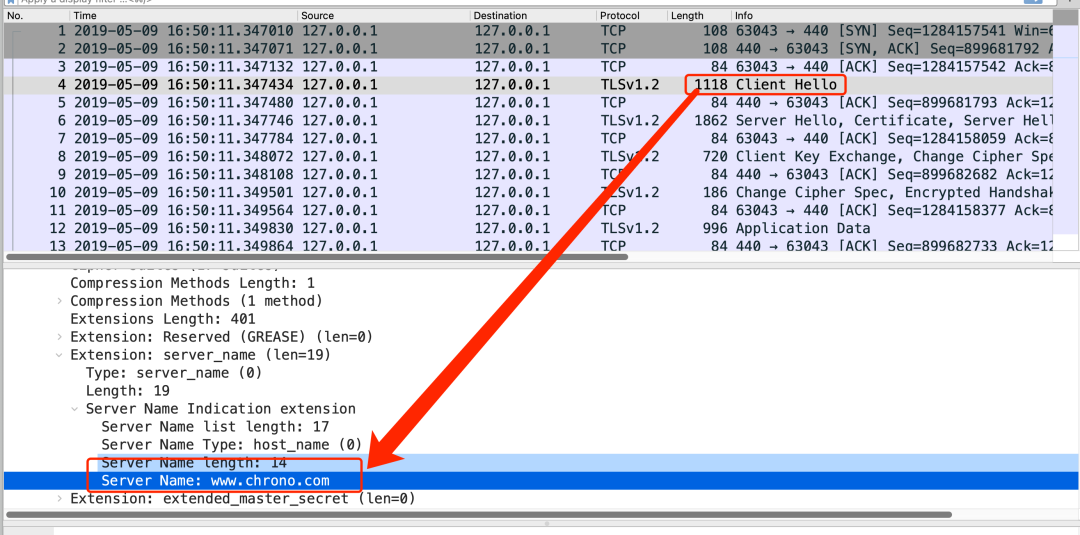 Apply a display filter ... <⌘/>
No. Time Source Destination Protocol Length Info
1 2019-05-09 16:50:11.347010 127.0.0.1 127.0.0.1 TCP 108 63043 → 440 [SYN] Seq=1284157541 Win=6
2 2019-05-09 16:50:11.347071 127.0.0.1 127.0.0.1 TCP 108 440 → 63043 [SYN, ACK] Seq=899681792 A
3 2019-05-09 16:50:11.347132 127.0.0.1 127.0.0.1 TCP 84 63043 → 440 [ACK] Seq=1284157542 Ack=8
4 2019-05-09 16:50:11.347434 127.0.0.1 127.0.0.1 TLSv1.2 1118 Client Hello
5 2019-05-09 16:50:11.347480 127.0.0.1 127.0.0.1 TCP 84 440 → 63043 [ACK] Seq=899681793 Ack=12
6 2019-05-09 16:50:11.347746 127.0.0.1 127.0.0.1 TLSv1.2 1862 Server Hello, Certificate, Server Hell
7 2019-05-09 16:50:11.347784 127.0.0.1 127.0.0.1 TCP 84 63043 → 440 [ACK] Seq=1284158059 Ack=8
8 2019-05-09 16:50:11.348072 127.0.0.1 127.0.0.1 TLSv1.2 720 Client Key Exchange, Change Cipher Spe
9 2019-05-09 16:50:11.348108 127.0.0.1 127.0.0.1 TCP 84 440 → 63043 [ACK] Seq=899682682 Ack=12
10 2019-05-09 16:50:11.349501 127.0.0.1 127.0.0.1 TLSv1.2 186 Change Cipher Spec, Encrypted Handshak
11 2019-05-09 16:50:11.349564 127.0.0.1 127.0.0.1 TCP 84 63043 → 440 [ACK] Seq=1284158377 Ack=8
12 2019-05-09 16:50:11.349830 127.0.0.1 127.0.0.1 TLSv1.2 996 Application Data
13 2019-05-09 16:50:11.349864 127.0.0.1 127.0.0.1 TCP 84 440 → 63043 [ACK] Seq=899682733 Ack=12
Compression Methods Length: 1
Compression Methods (1 method)
Extensions Length: 401
Extension: Reserved (GREASE) (len=0)
Extension: server_name (len=19)
Type: server_name (0)
Length: 19
Server Name Indication extension
Server Name list length: 17
Server Name Type: host_name (0)
Server Name length: 14
Server Name: www.chrono.com
Extension: extended_master_secret (len=0)